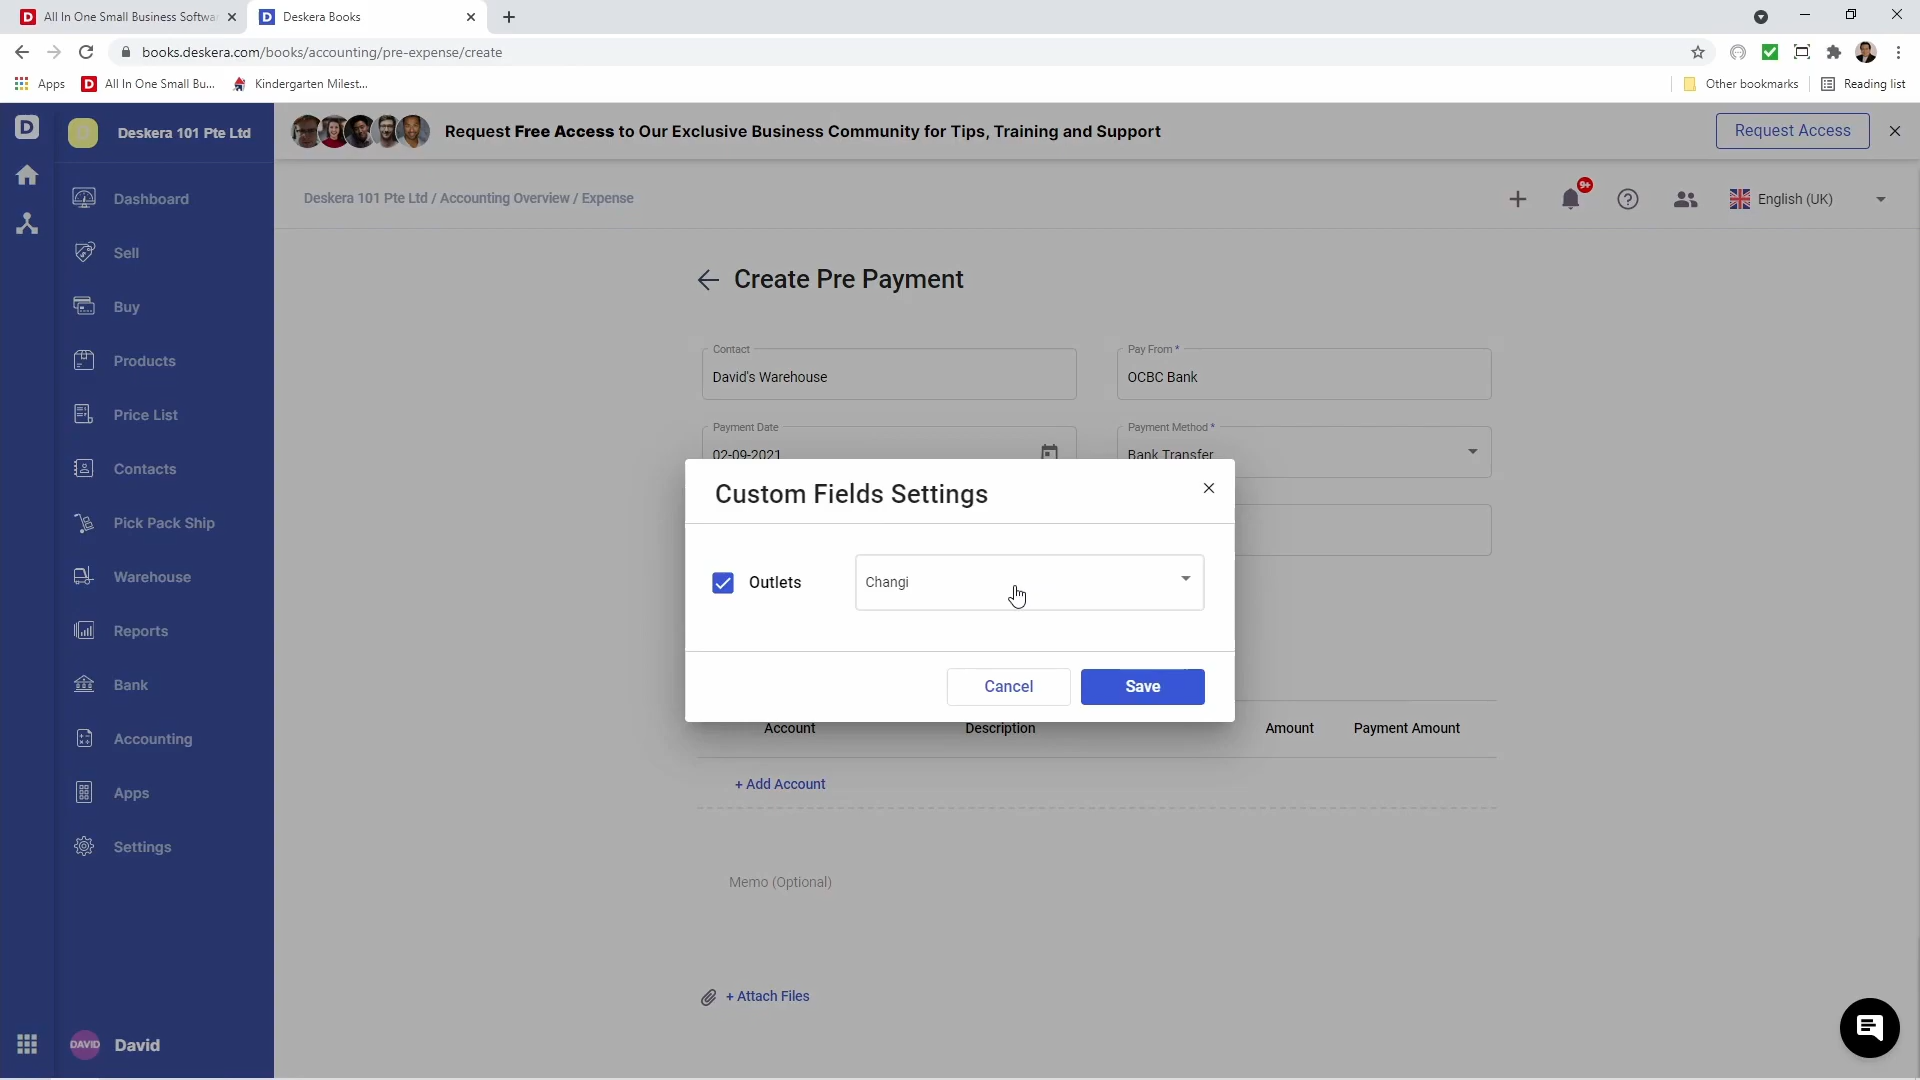 All In One Small Business Softwa
Deskera Books
books.deskera.com/books/accounting/pre-expense/create
Apps
All In One Small Bu...
Kindergarten Milest...
Other bookmarks
Reading list
Deskera 101 Pte Ltd
Request Free Access to Our Exclusive Business Community for Tips, Training and Support
Request Access
Dashboard
Sell
Buy
Products
Price List
Contacts
Pick Pack Ship
Warehouse
Reports
Bank
Accounting
Apps
Settings
DAVID
David
Deskera 101 Pte Ltd / Accounting Overview / Expense
9+
English (UK)
Create Pre Payment
Contact
David's Warehouse
Pay From *
OCBC Bank
Payment Date
02-09-2021
Payment Method *
Bank Transfer
Custom Fields Settings
Outlets
Changi
Cancel
Save
Account
Description
Amount
Payment Amount
+ Add Account
Memo (Optional)
+ Attach Files